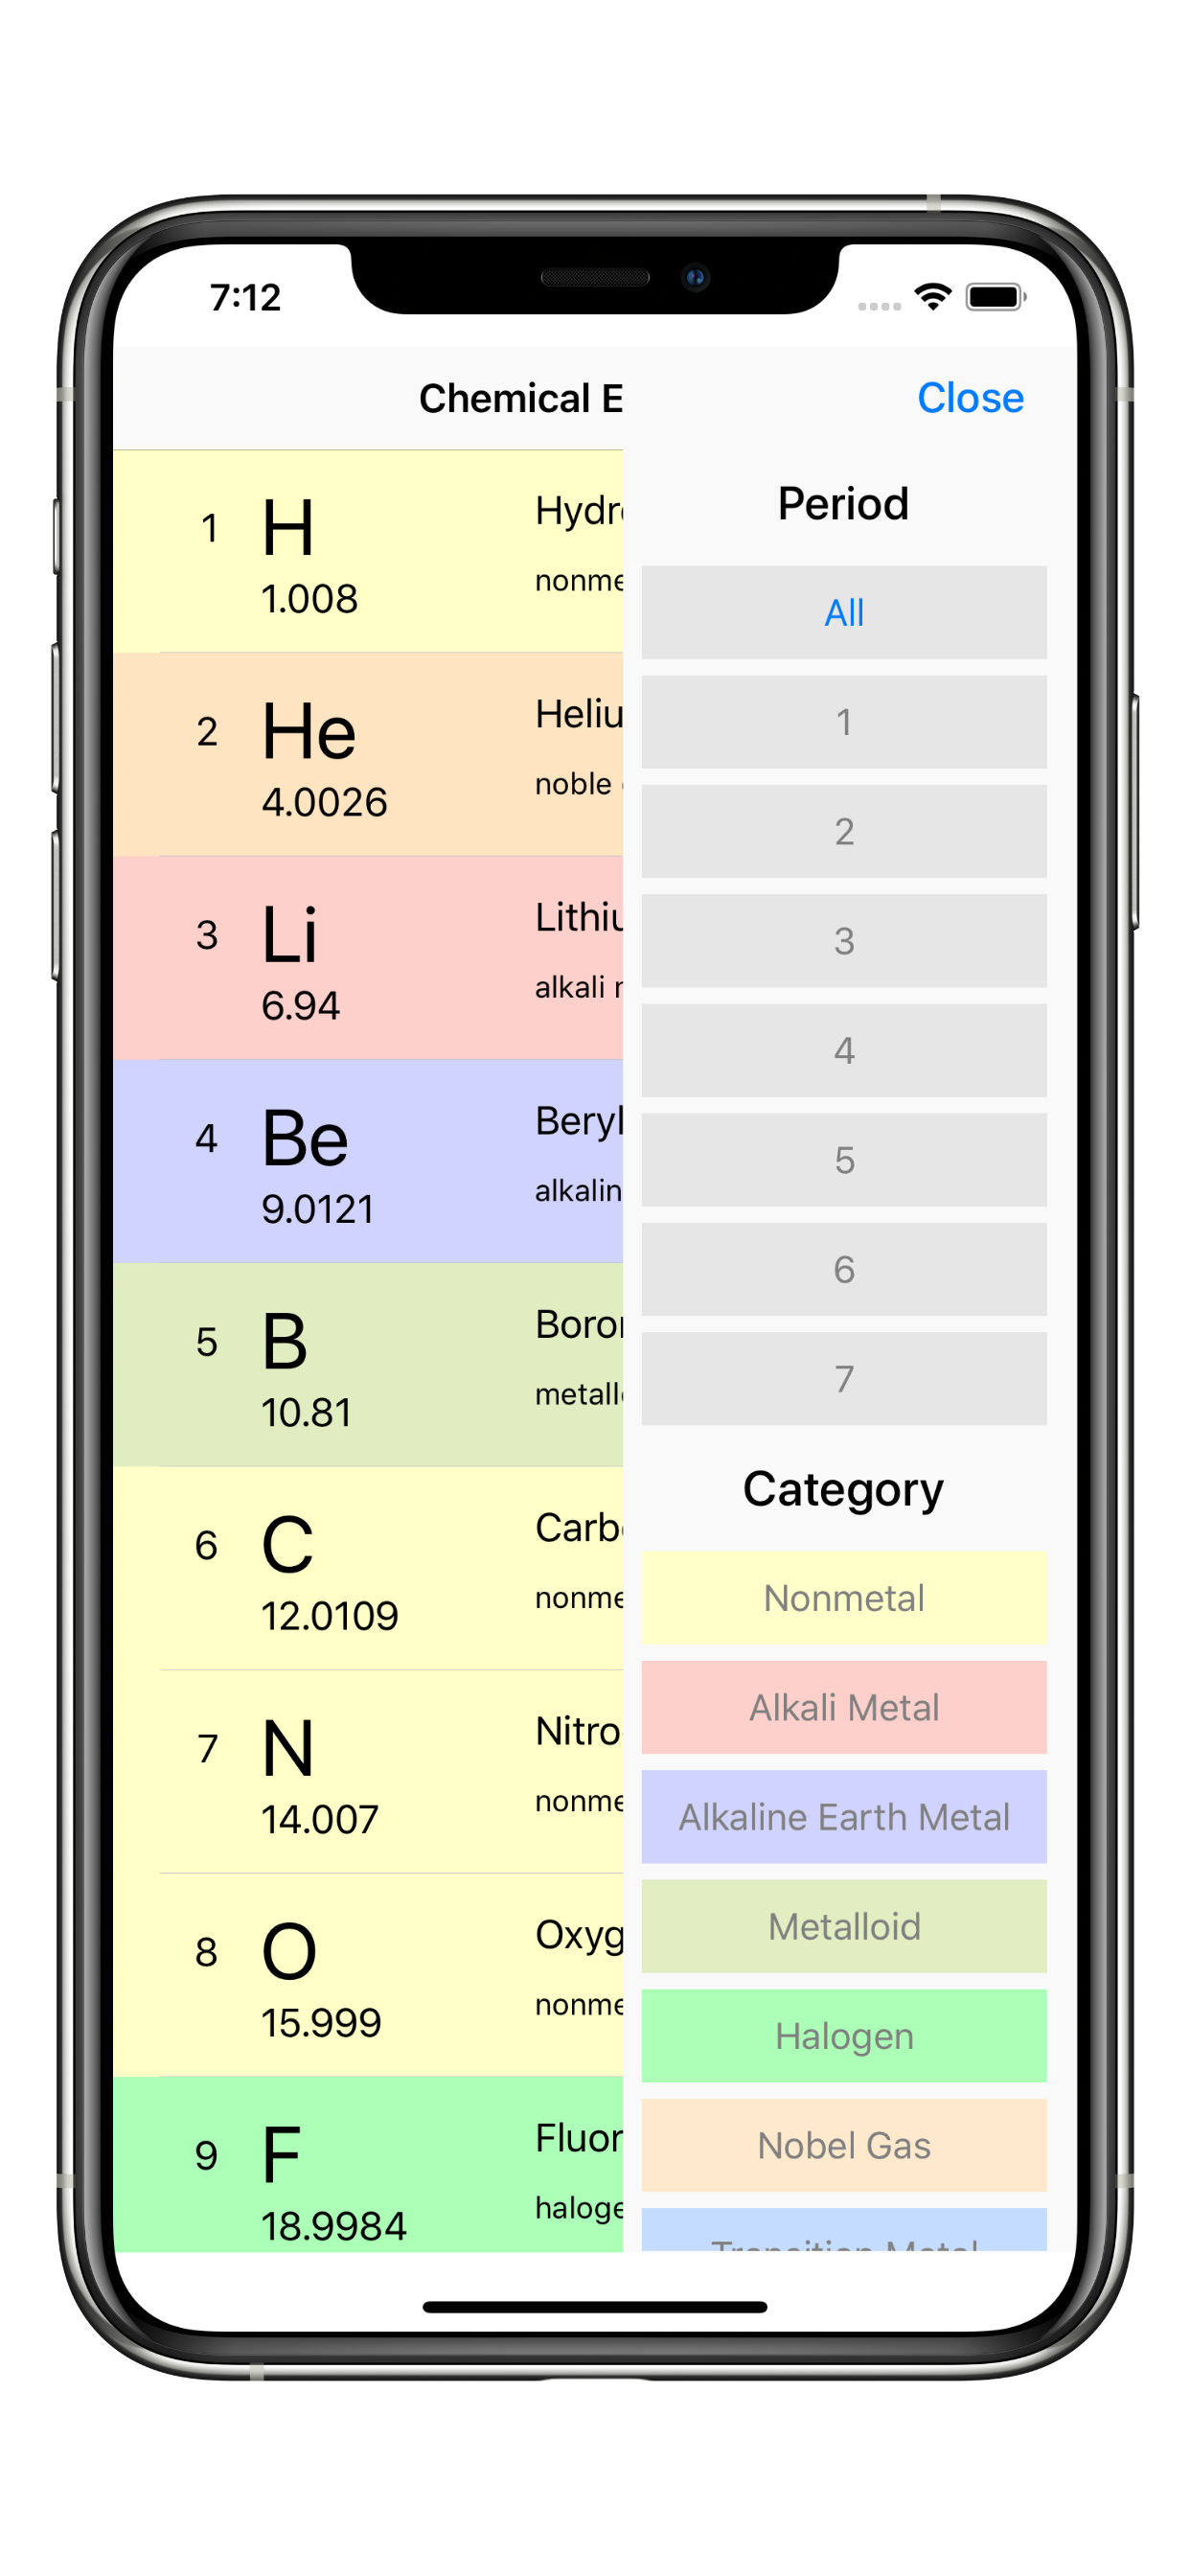 7:12
Chemical E
Close
1
H
1.008
Hydr
nonme
2
He
4.0026
Heliu
noble
3
Li
6.94
Lithiu
alkali
4
Be
9.0121
Beryl
alkalin
5
B
10.81
Boro
metall
6
C
12.0109
Carb
nonme
7
N
14.007
Nitro
nonme
8
O
15.999
Oxyg
nonme
9
F
18.9984
Fluor
haloge
Period
All
1
2
3
4
5
6
7
Category
Nonmetal
Alkali Metal
Alkaline Earth Metal
Metalloid
Halogen
Nobel Gas
Transition Metal